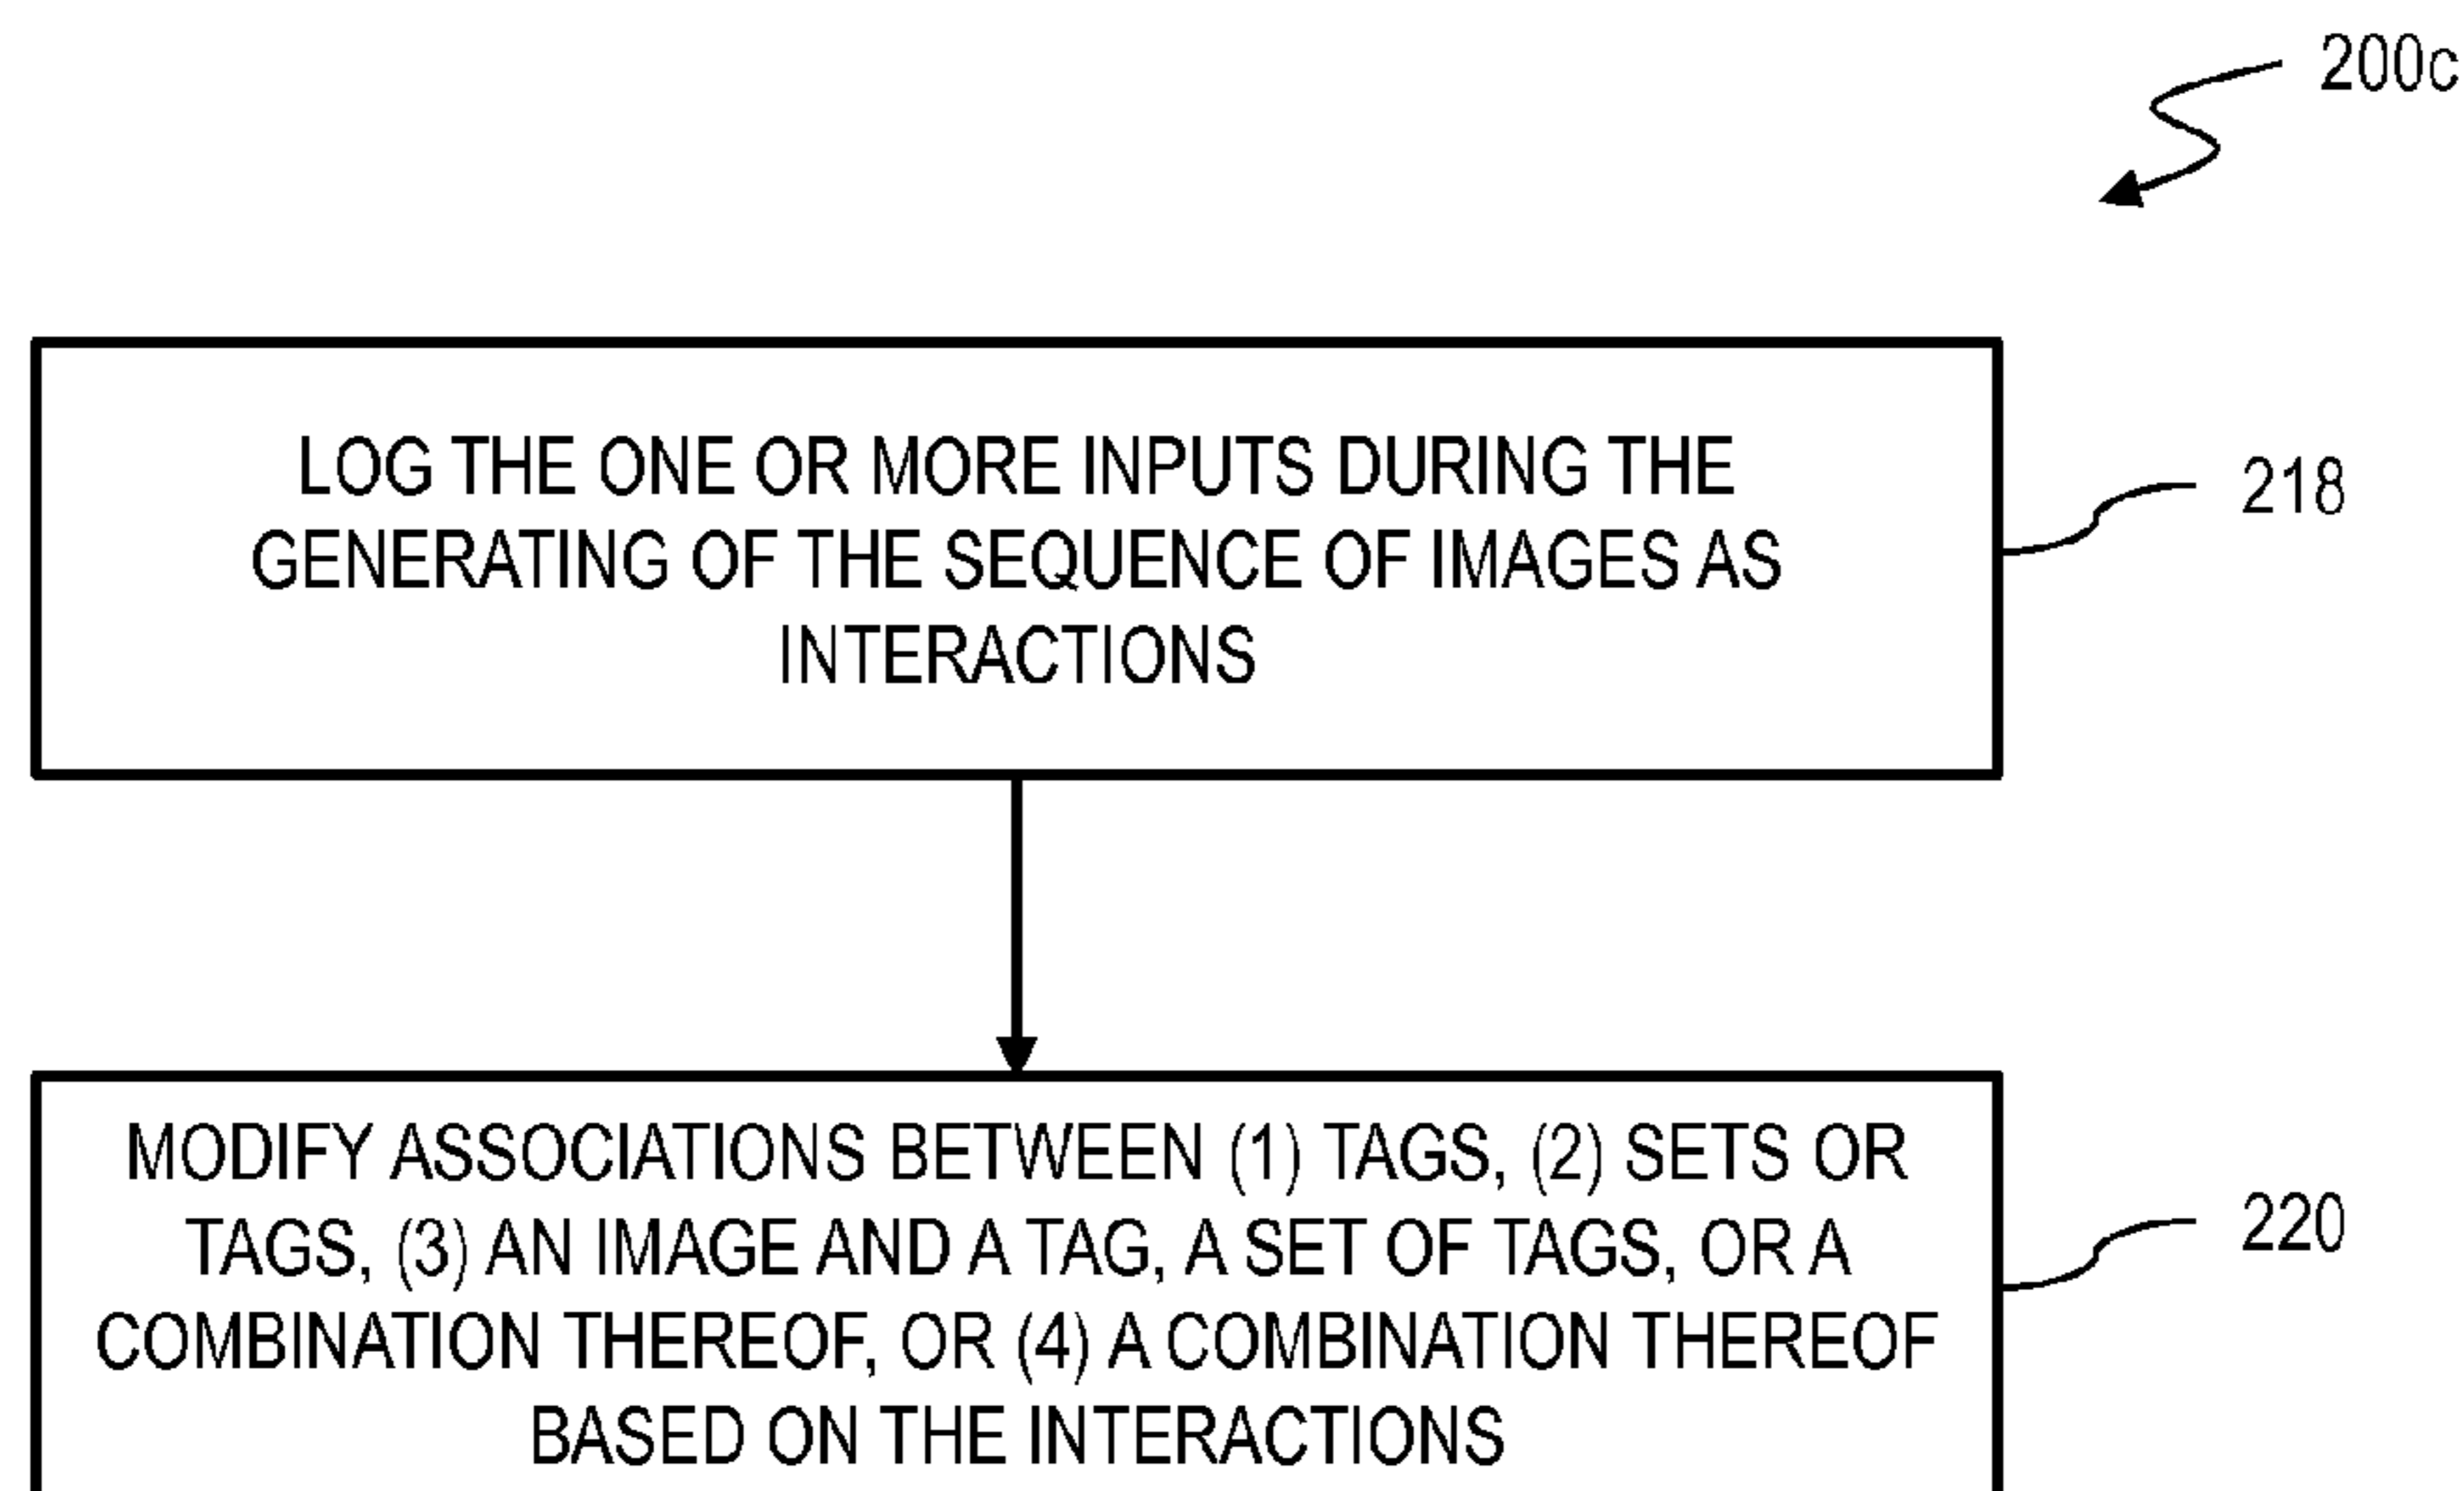 200c
LOG THE ONE OR MORE INPUTS DURING THE
GENERATING OF THE SEQUENCE OF IMAGES AS
INTERACTIONS
218
MODIFY ASSOCIATIONS BETWEEN (1) TAGS, (2) SETS OR
TAGS, (3) AN IMAGE AND A TAG, A SET OF TAGS, OR A
COMBINATION THEREOF, OR (4) A COMBINATION THEREOF
BASED ON THE INTERACTIONS
220